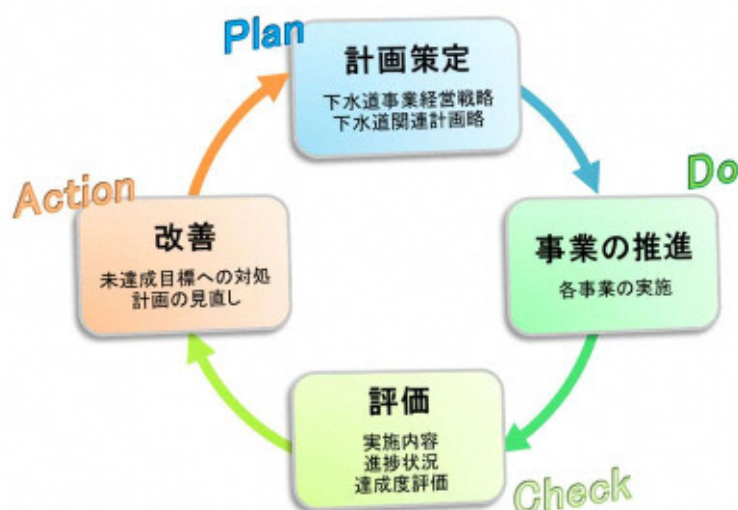 Plan
計画策定
下水道事業経営戦略
下水道関連計画略
Do
事業の推進
各事業の実施
Check
評価
実施内容
進捗状況
達成度評価
Action
改善
未達成目標への対処
計画の見直し